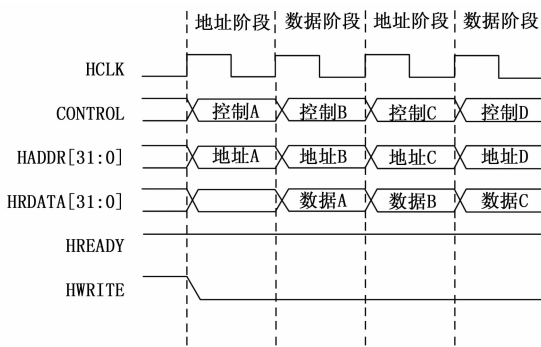 地址阶段 数据阶段 地址阶段 数据阶段
HCLK
CONTROL 控制A 控制B 控制C 控制D
HADDR[31:0] 地址A 地址B 地址C 地址D
HRDATA[31:0] 数据A 数据B 数据C
HREADY
HWRITE